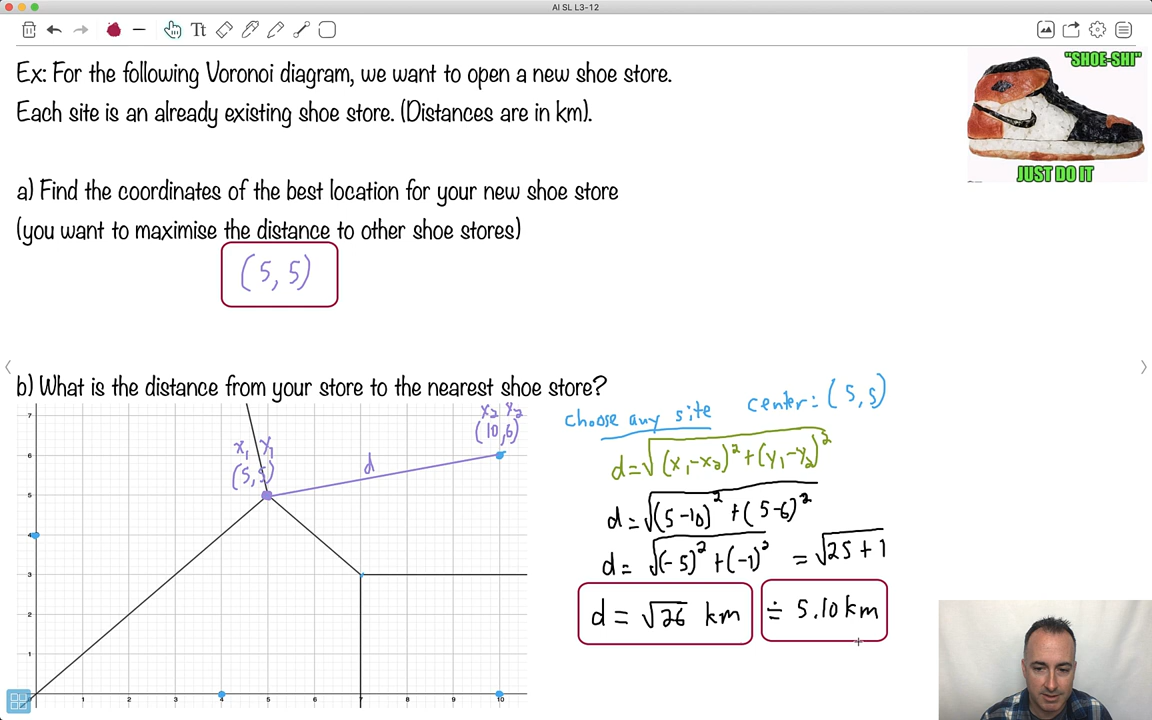 AI SL L3-12
Tt
Ex: For the following Voronoi diagram, we want to open a new shoe store.
Each site is an already existing shoe store. (Distances are in km).
"SHOE-SHI"
JUST DO IT
a) Find the coordinates of the best location for your new shoe store
(you want to maximise the distance to other shoe stores)
(5, 5)
b) What is the distance from your store to the nearest shoe store?
choose any site center: (5, 5)
x₂ y₂
(10, 6)
x₁ y₁
(5, 5)
d
d = √(x₁ - x₂)² + (y₁ - y₂)²
d = √(5 - 10)² + (5 - 6)²
d = √(-5)² + (-1)² = √25 + 1
d = √26 km ≑ 5.10 km
7
6
5
4
3
2
1
1 2 3 4 5 6 7 8 9 10